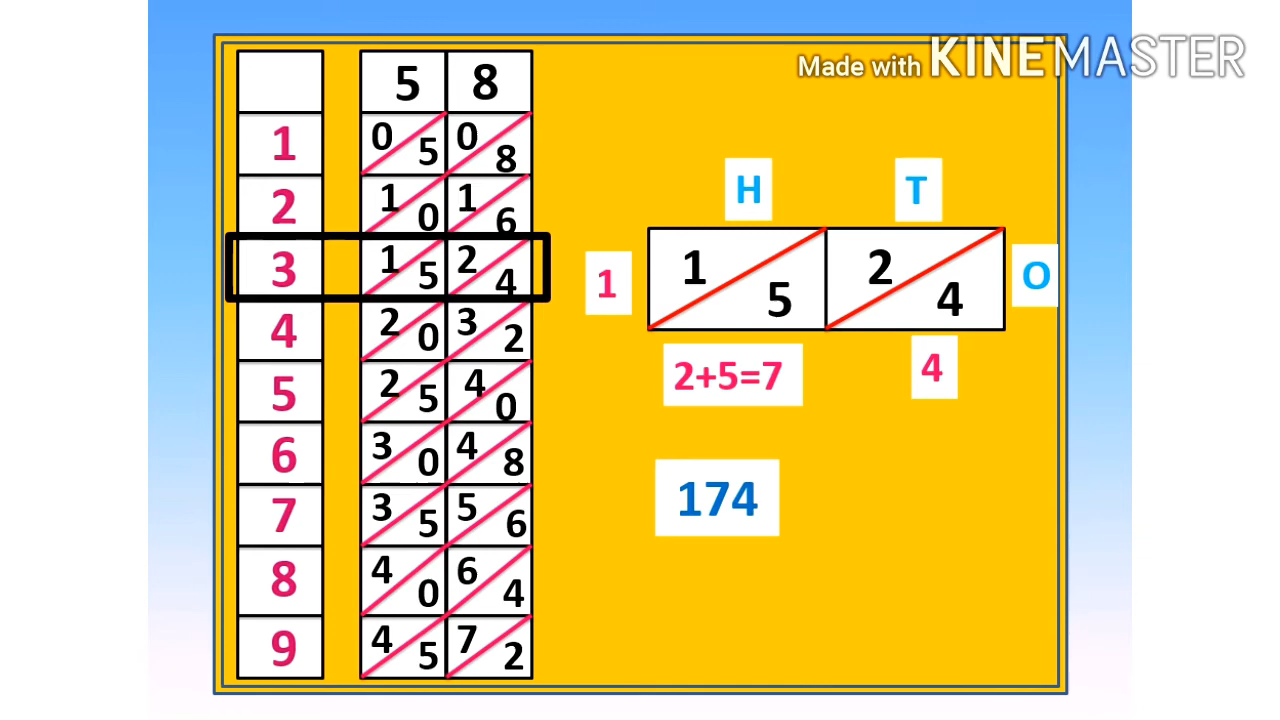 Made with KINEMASTER
5 8
1 0 5 0 8
2 1 0 1 6
3 1 5 2 4
4 2 0 3 2
5 2 5 4 0
6 3 0 4 8
7 3 5 5 6
8 4 0 6 4
9 4 5 7 2
H T
1 1 5 2 4 O
2+5=7 4
174